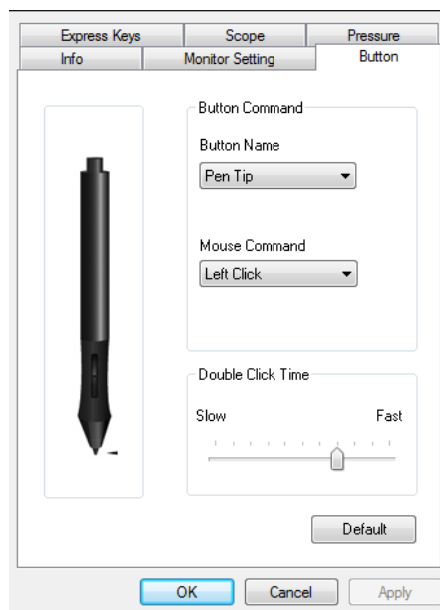 Express Keys Scope Pressure
Info Monitor Setting Button
Button Command
Button Name
Pen Tip
Mouse Command
Left Click
Double Click Time
Slow Fast
Default
OK Cancel Apply